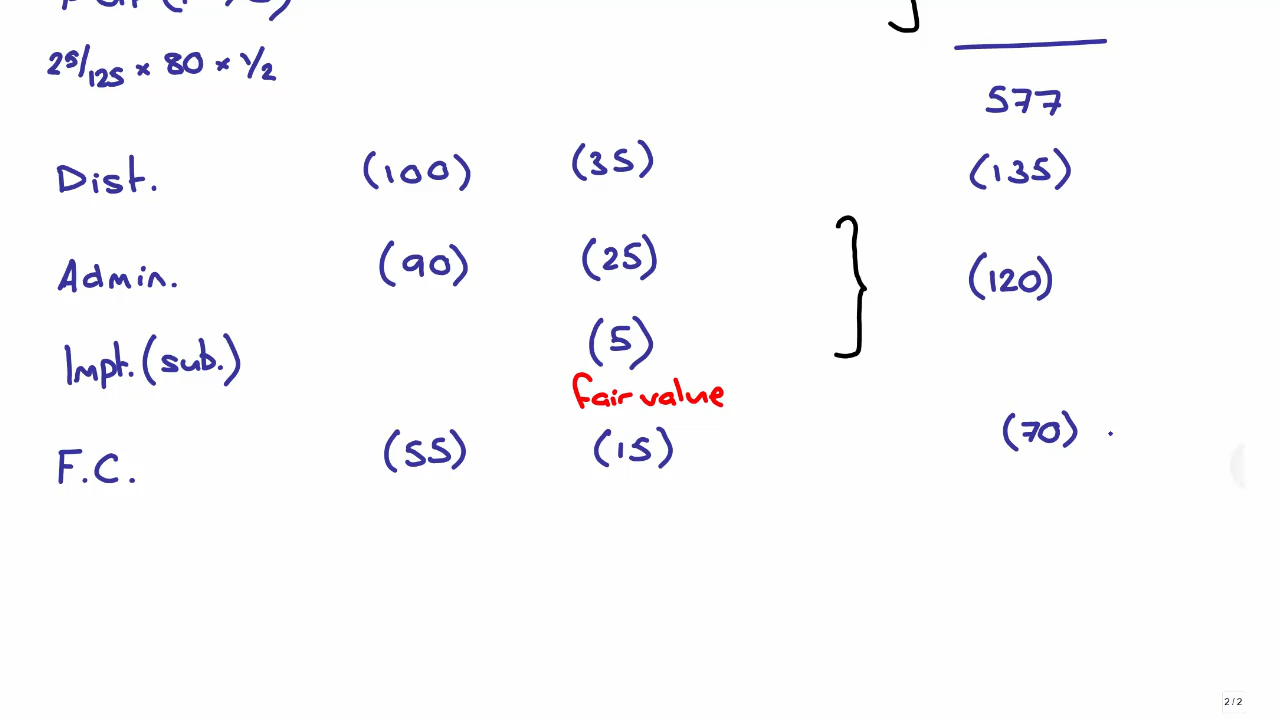 25/125 × 80 × 1/2
577
Dist. (100) (35) (135)
Admin. (90) (25) (120)
Impt. (sub.) (5)
fair value
F.C. (55) (15) (70)
2 / 2